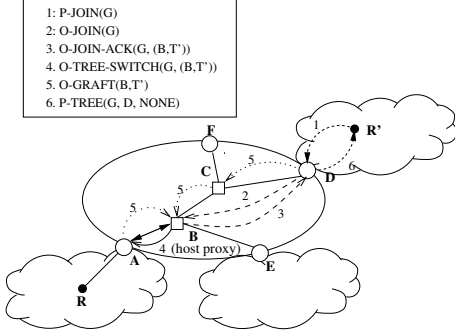 1: P-JOIN(G)
2: O-JOIN(G)
3. O-JOIN-ACK(G, (B,T’))
4. O-TREE-SWITCH(G, (B,T’))
5. O-GRAFT(B,T’)
6. P-TREE(G, D, NONE)
F
R’
1
C
5
D
6
5
2
3
5
B
4 (host proxy)
A
E
R